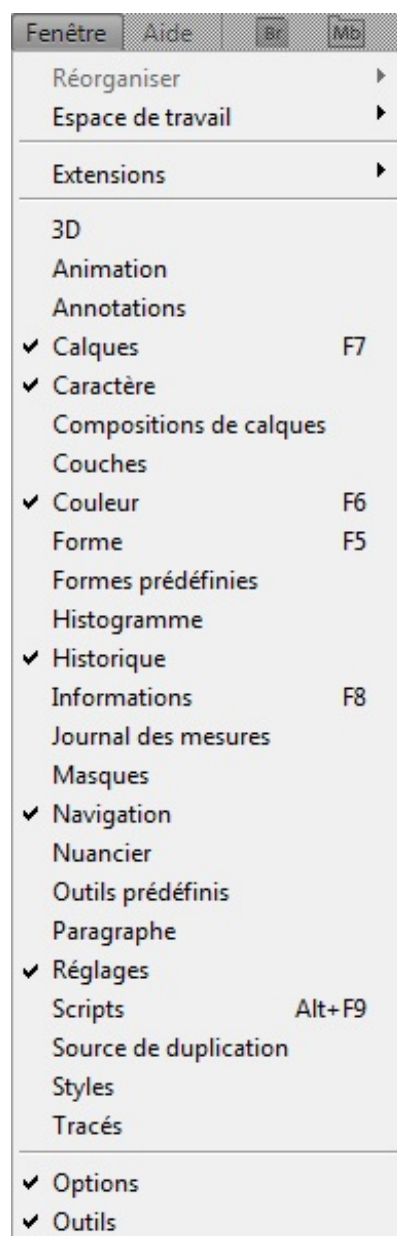 Fenêtre Aide Br Mb
Réorganiser
Espace de travail
Extensions
3D
Animation
Annotations
Calques F7
Caractère
Compositions de calques
Couches
Couleur F6
Forme F5
Formes prédéfinies
Histogramme
Historique
Informations F8
Journal des mesures
Masques
Navigation
Nuancier
Outils prédéfinis
Paragraphe
Réglages
Scripts Alt+F9
Source de duplication
Styles
Tracés
Options
Outils